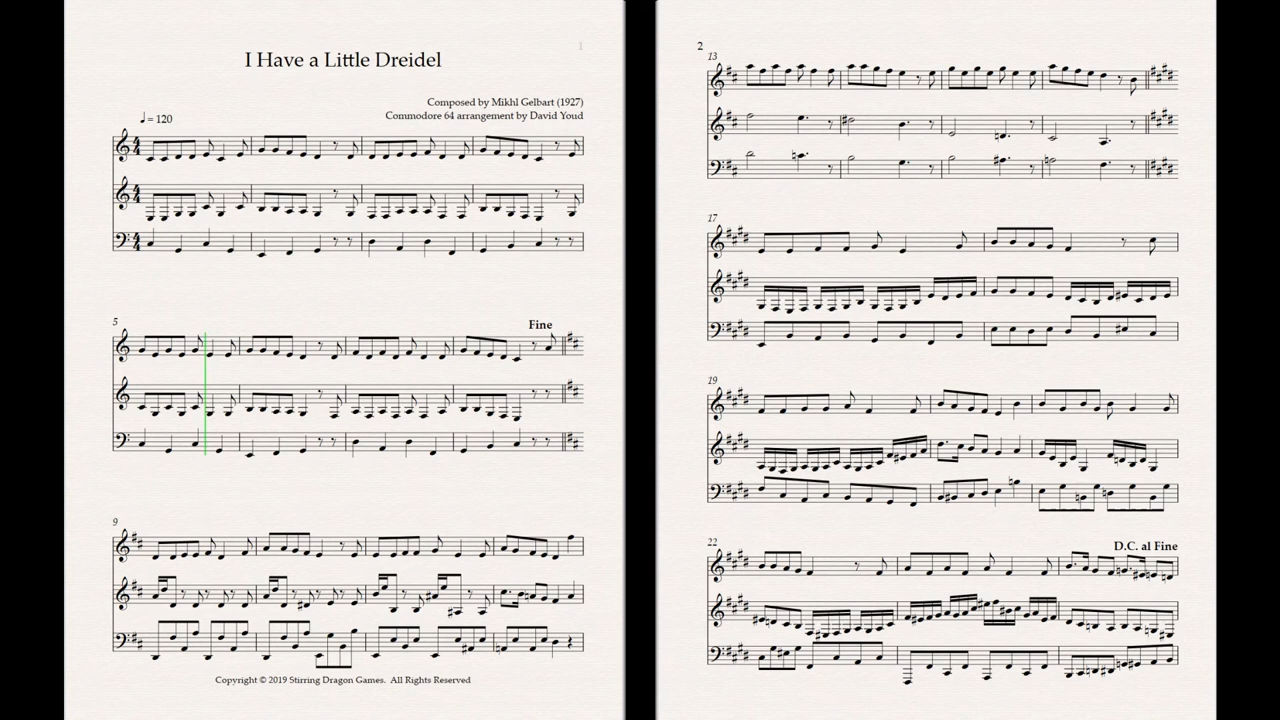 1
I Have a Little Dreidel
Composed by Mikhl Gelbart (1927)
Commodore 64 arrangement by David Youd
♩ = 120
5
Fine
9
Copyright © 2019 Stirring Dragon Games. All Rights Reserved
2
13
17
19
22
D.C. al Fine